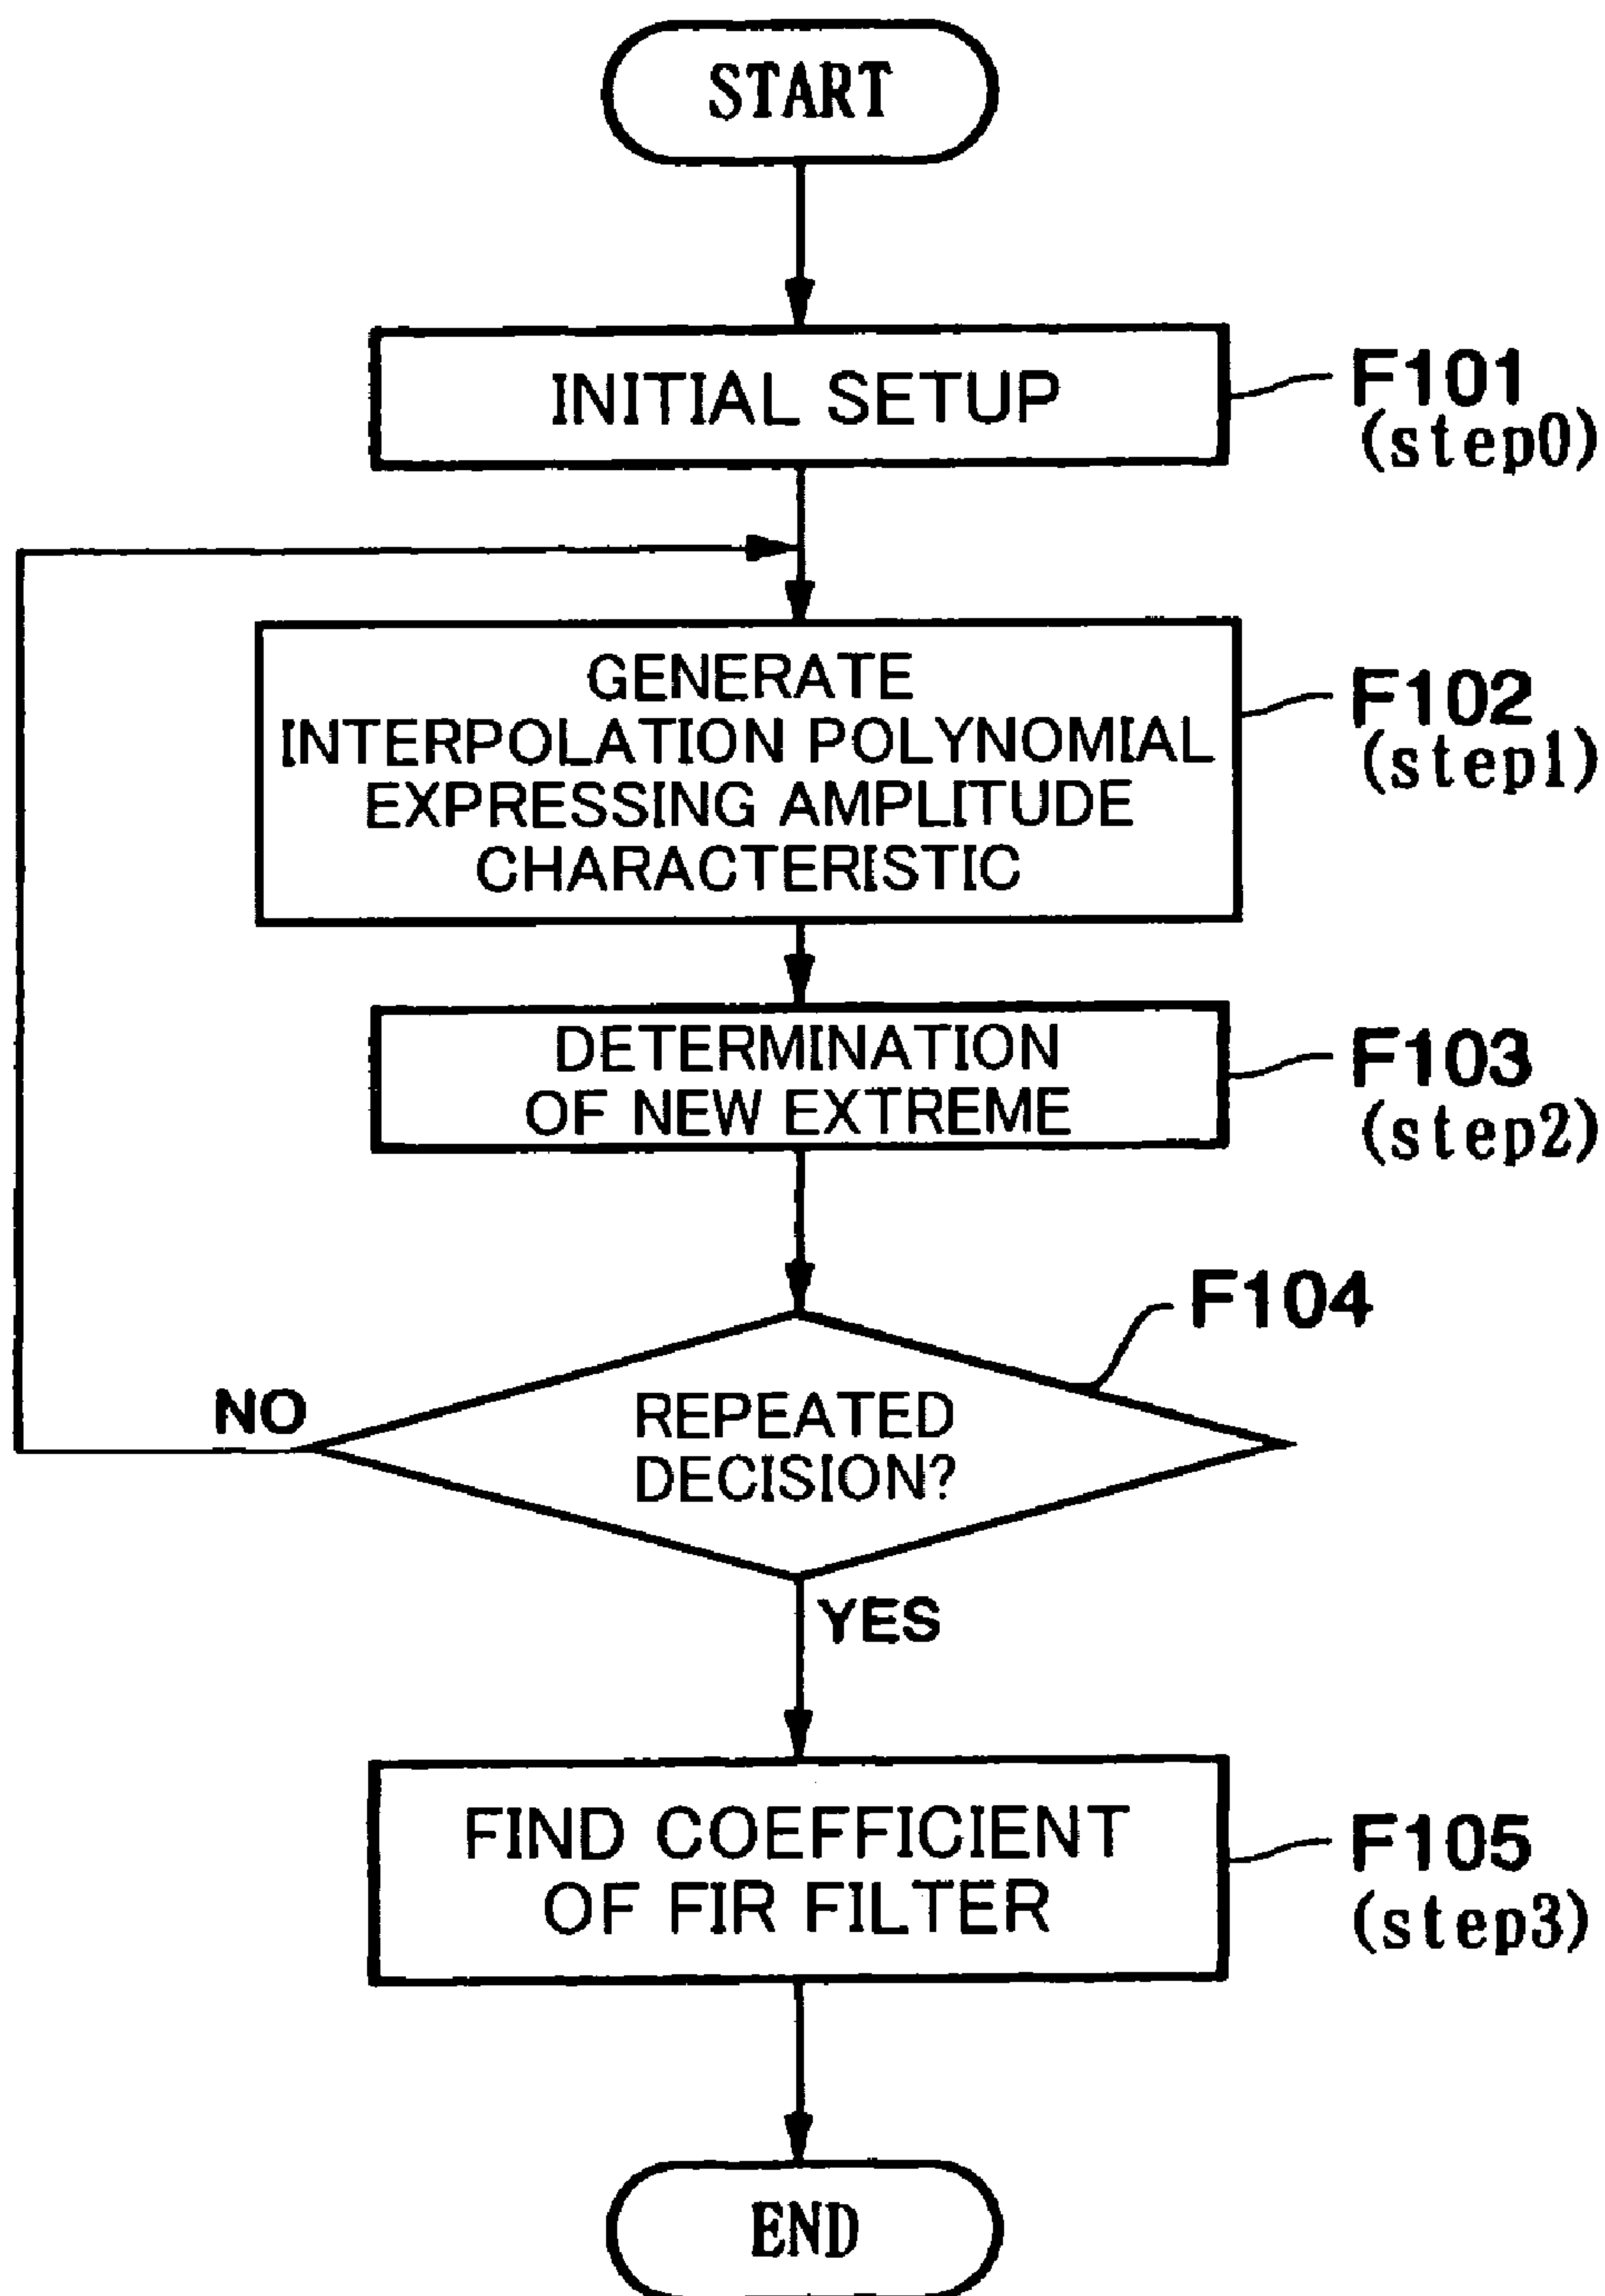 START
INITIAL SETUP
F101
(step0)
GENERATE
INTERPOLATION POLYNOMIAL
EXPRESSING AMPLITUDE
CHARACTERISTIC
F102
(step1)
DETERMINATION
OF NEW EXTREME
F103
(step2)
F104
REPEATED
DECISION?
NO
YES
FIND COEFFICIENT
OF FIR FILTER
F105
(step3)
END